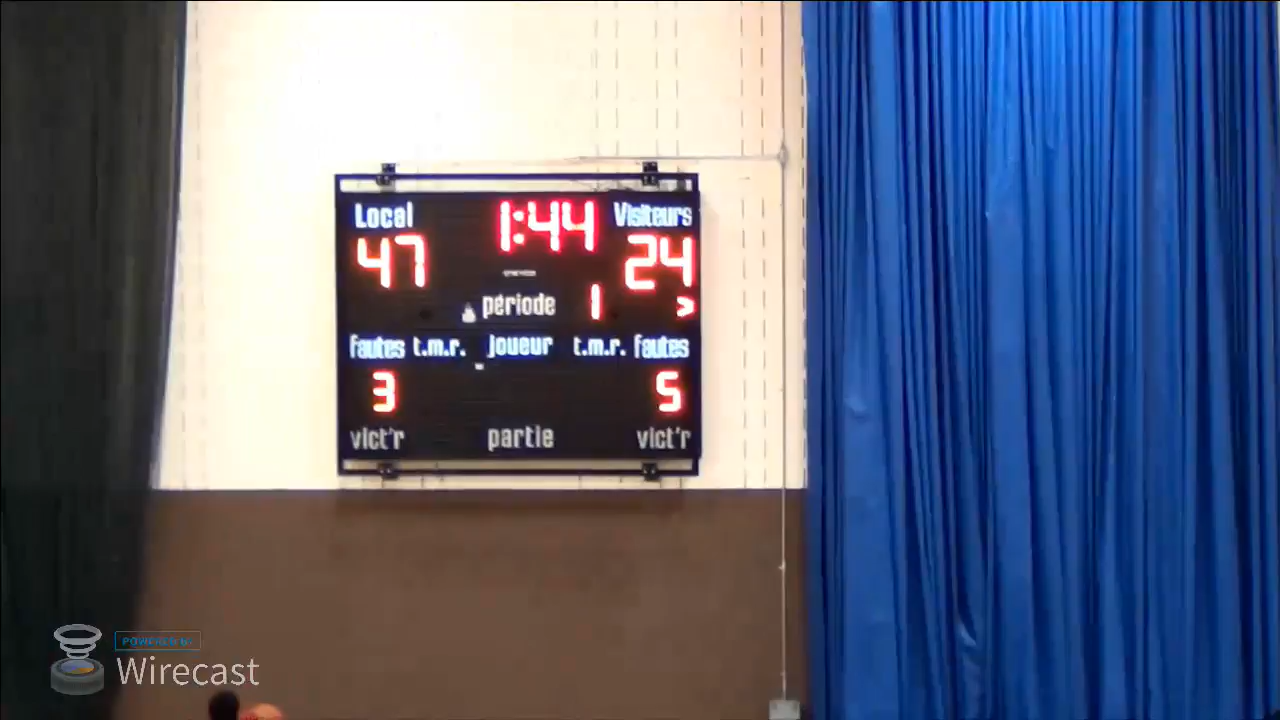 Local 1:44 Visiteurs
47 24
période 1 >
fautes t.m.r. joueur t.m.r. fautes
3 5
vict'r partie vict'r
POWERED BY
Wirecast